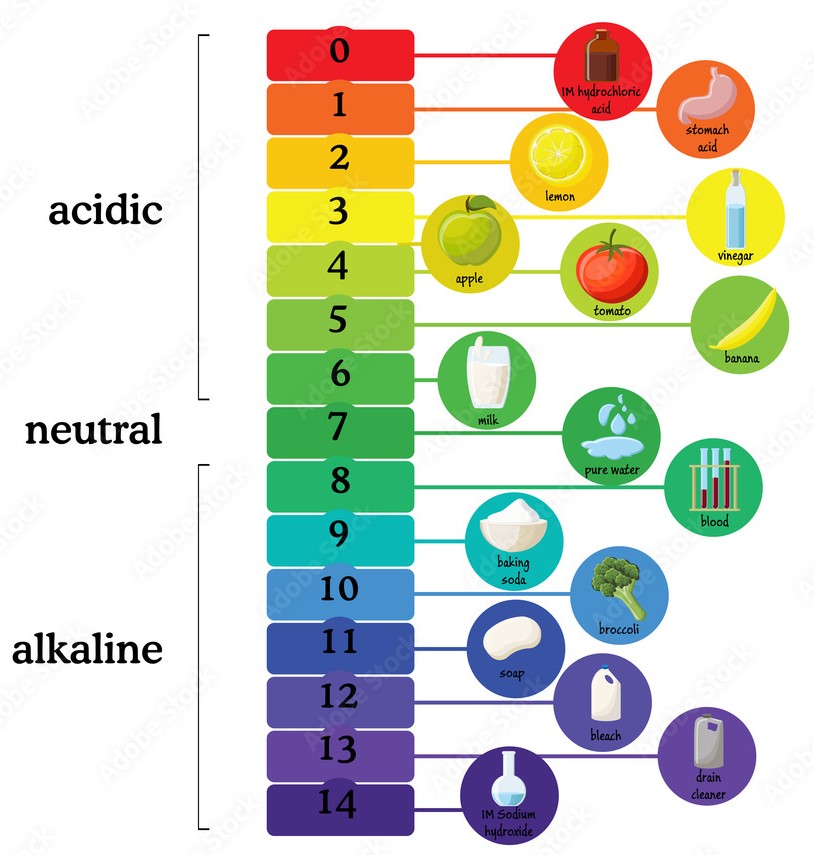 0
1M hydrochloric
acid
1
stomach
acid
2
lemon
acidic
3
vinegar
apple
4
tomato
5
banana
6
milk
neutral
7
pure water
8
blood
9
baking
soda
10
broccoli
alkaline
11
soap
12
bleach
13
drain
cleaner
14
1M Sodium
hydroxide
Adobe Stock